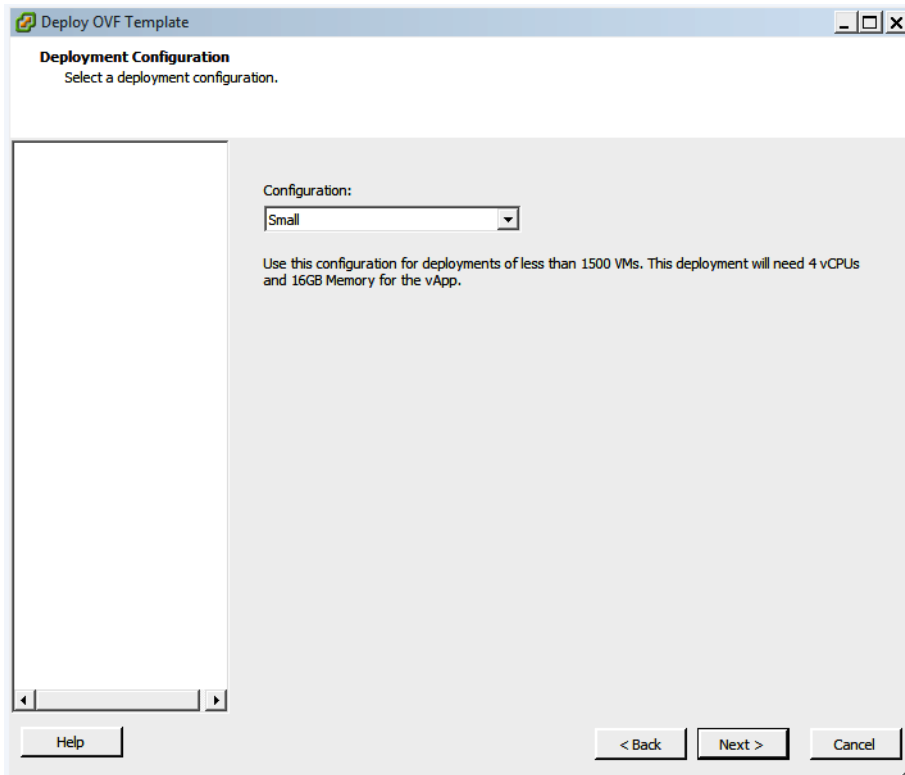 Deploy OVF Template
Deployment Configuration
Select a deployment configuration.
Configuration:
Small
Use this configuration for deployments of less than 1500 VMs. This deployment will need 4 vCPUs
and 16GB Memory for the vApp.
Help
< Back
Next >
Cancel